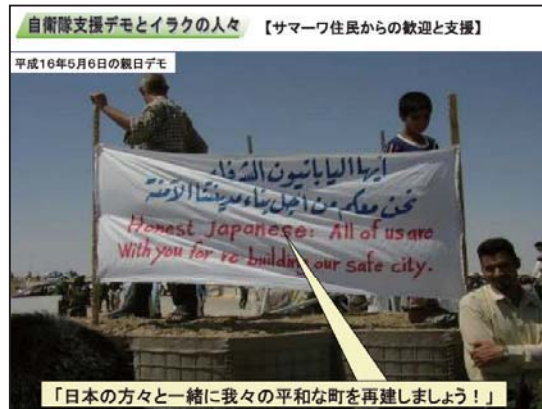 自衛隊支援デモとイラクの人々 【サマーワ住民からの歓迎と支援】
平成16年5月6日の親日デモ
أيها اليابانيون الشرفاء
نحن معكم من أجل بناء مدينتنا الآمنة
Honest Japanese: All of us are
With you for re building our safe city.
「日本の方々と一緒に我々の平和な町を再建しましょう!」